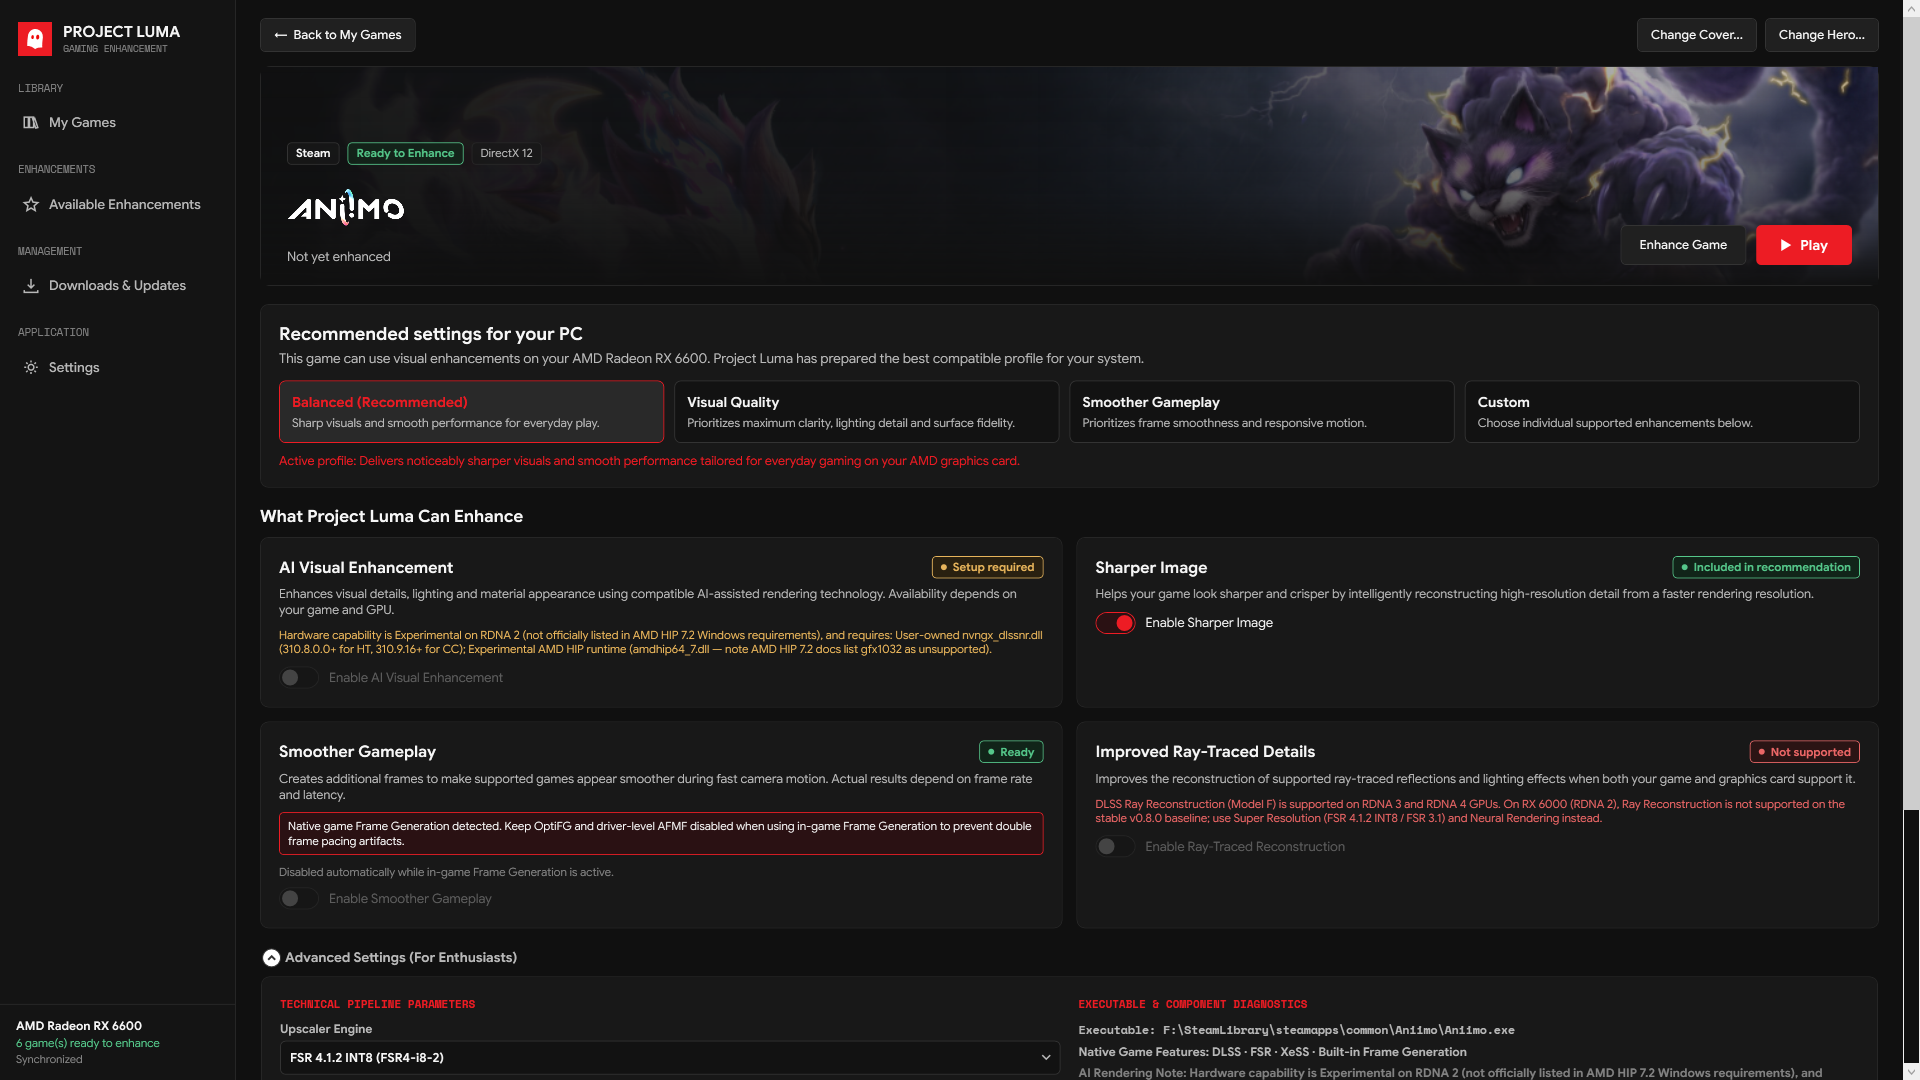 PROJECT LUMA
GAMING ENHANCEMENT
LIBRARY
My Games
ENHANCEMENTS
Available Enhancements
MANAGEMENT
Downloads & Updates
APPLICATION
Settings
AMD Radeon RX 6600
6 game(s) ready to enhance
Synchronized
← Back to My Games
Change Cover...
Change Hero...
Steam
Ready to Enhance
DirectX 12
ANiiMO
Not yet enhanced
Enhance Game
Play
Recommended settings for your PC
This game can use visual enhancements on your AMD Radeon RX 6600. Project Luma has prepared the best compatible profile for your system.
Balanced (Recommended)
Sharp visuals and smooth performance for everyday play.
Visual Quality
Prioritizes maximum clarity, lighting detail and surface fidelity.
Smoother Gameplay
Prioritizes frame smoothness and responsive motion.
Custom
Choose individual supported enhancements below.
Active profile: Delivers noticeably sharper visuals and smooth performance tailored for everyday gaming on your AMD graphics card.
What Project Luma Can Enhance
AI Visual Enhancement
Setup required
Enhances visual details, lighting and material appearance using compatible AI-assisted rendering technology. Availability depends on
your game and GPU.
Hardware capability is Experimental on RDNA 2 (not officially listed in AMD HIP 7.2 Windows requirements), and requires: User-owned nvngx_dlssnr.dll
(310.8.0.0+ for HT, 310.9.16+ for CC); Experimental AMD HIP runtime (amdhip64_7.dll — note AMD HIP 7.2 docs list gfx1032 as unsupported).
Enable AI Visual Enhancement
Sharper Image
Included in recommendation
Helps your game look sharper and crisper by intelligently reconstructing high-resolution detail from a faster rendering resolution.
Enable Sharper Image
Smoother Gameplay
Ready
Creates additional frames to make supported games appear smoother during fast camera motion. Actual results depend on frame rate
and latency.
Native game Frame Generation detected. Keep OptiFG and driver-level AFMF disabled when using in-game Frame Generation to prevent double
frame pacing artifacts.
Disabled automatically while in-game Frame Generation is active.
Enable Smoother Gameplay
Improved Ray-Traced Details
Not supported
Improves the reconstruction of supported ray-traced reflections and lighting effects when both your game and graphics card support it.
DLSS Ray Reconstruction (Model F) is supported on RDNA 3 and RDNA 4 GPUs. On RX 6000 (RDNA 2), Ray Reconstruction is not supported on the
stable v0.8.0 baseline; use Super Resolution (FSR 4.1.2 INT8 / FSR 3.1) and Neural Rendering instead.
Enable Ray-Traced Reconstruction
Advanced Settings (For Enthusiasts)
TECHNICAL PIPELINE PARAMETERS
Upscaler Engine
FSR 4.1.2 INT8 (FSR4-i8-2)
EXECUTABLE & COMPONENT DIAGNOSTICS
Executable: F:\SteamLibrary\steamapps\common\Aniimo\Aniimo.exe
Native Game Features: DLSS · FSR · XeSS · Built-in Frame Generation
AI Rendering Note: Hardware capability is Experimental on RDNA 2 (not officially listed in AMD HIP 7.2 Windows requirements), and